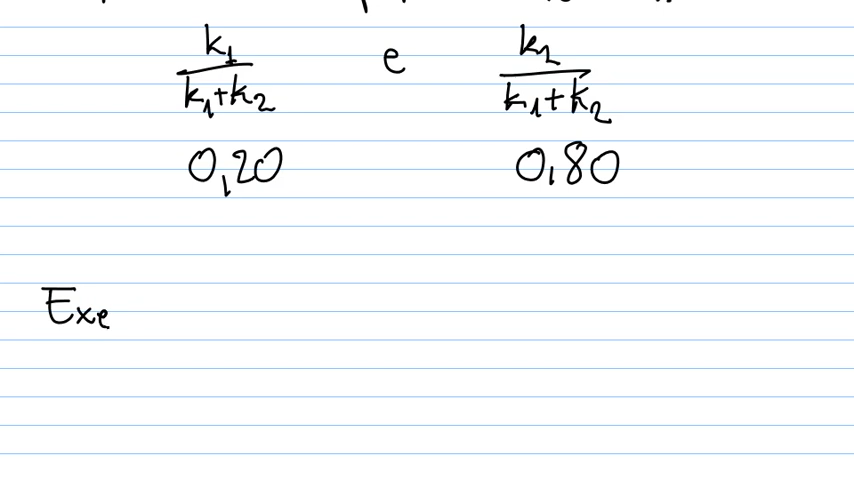 k₁ e k₂
k₁+k₂ k₁+k₂
0,20 0,80
Exe